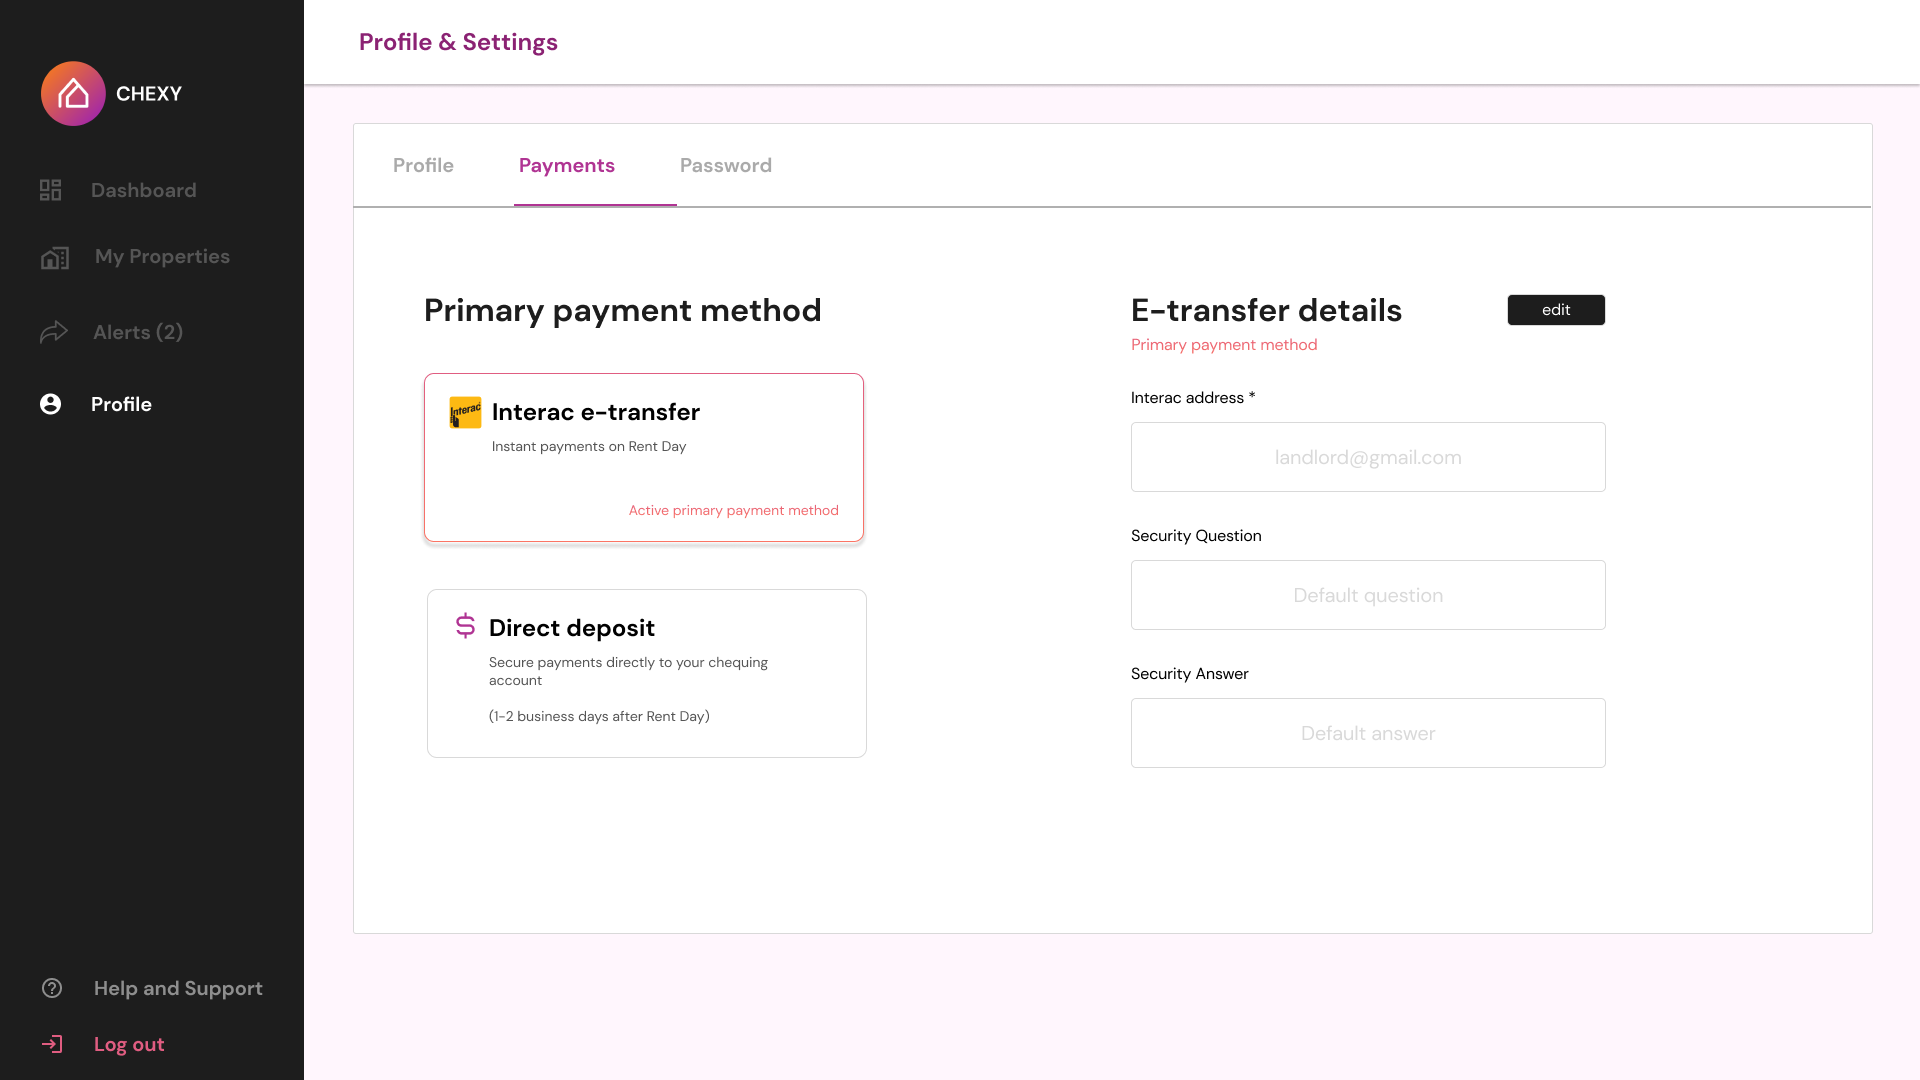 Profile & Settings
CHEXY
Dashboard
My Properties
Alerts (2)
Profile
Help and Support
Log out
Profile
Payments
Password
Primary payment method
Interac
Interac e-transfer
Instant payments on Rent Day
Active primary payment method
Direct deposit
Secure payments directly to your chequing
account
(1-2 business days after Rent Day)
E-transfer details
edit
Primary payment method
Interac address *
landlord@gmail.com
Security Question
Default question
Security Answer
Default answer